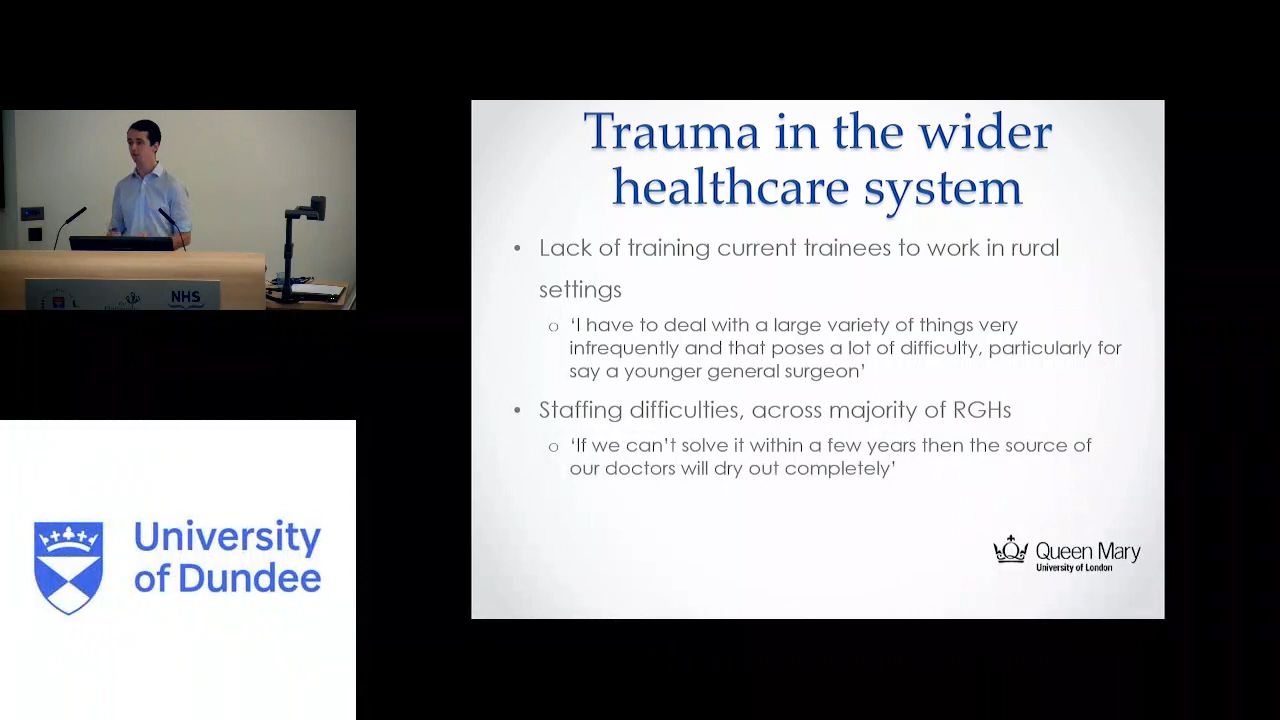 Trauma in the wider
healthcare system
• Lack of training current trainees to work in rural
settings
o ‘I have to deal with a large variety of things very
infrequently and that poses a lot of difficulty, particularly for
say a younger general surgeon’
• Staffing difficulties, across majority of RGHs
o ‘If we can’t solve it within a few years then the source of
our doctors will dry out completely’
Queen Mary
University of London
NHS
University
of Dundee